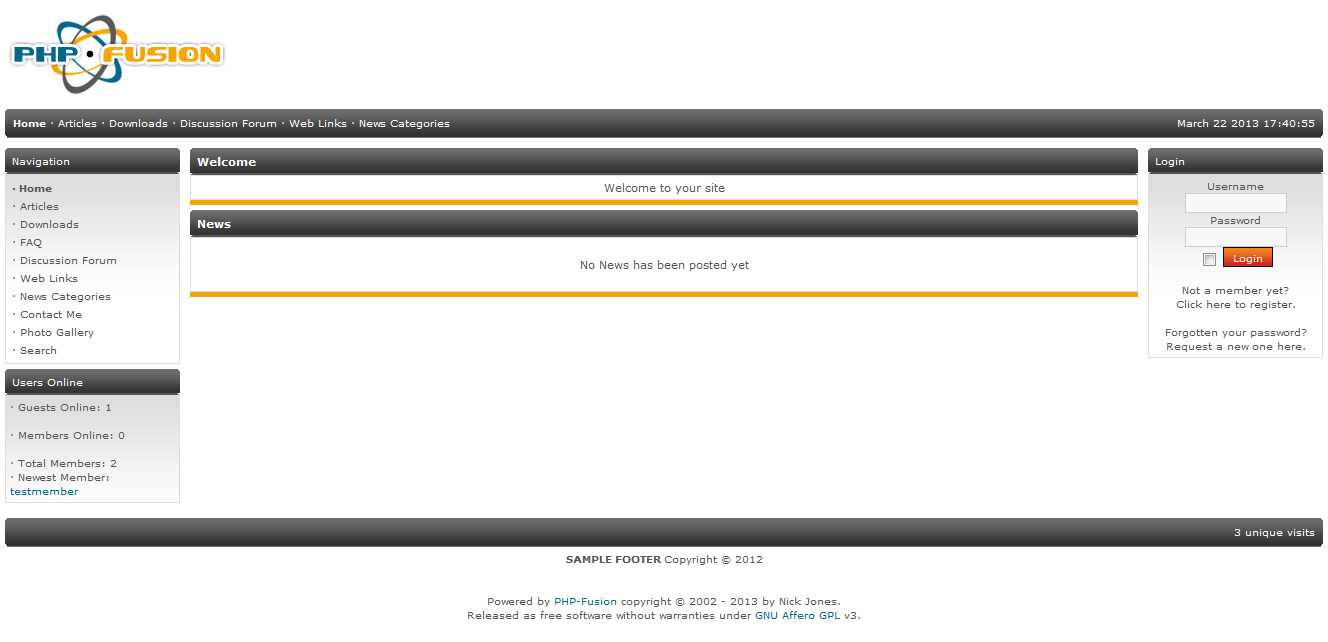 PHP FUSION
Home · Articles · Downloads · Discussion Forum · Web Links · News Categories
March 22 2013 17:40:55
Navigation
· Home
· Articles
· Downloads
· FAQ
· Discussion Forum
· Web Links
· News Categories
· Contact Me
· Photo Gallery
· Search
Users Online
· Guests Online: 1
· Members Online: 0
· Total Members: 2
· Newest Member:
testmember
Welcome
Welcome to your site
News
No News has been posted yet
Login
Username
Password
Login
Not a member yet?
Click here to register.
Forgotten your password?
Request a new one here.
3 unique visits
SAMPLE FOOTER Copyright © 2012
Powered by PHP-Fusion copyright © 2002 - 2013 by Nick Jones.
Released as free software without warranties under GNU Affero GPL v3.